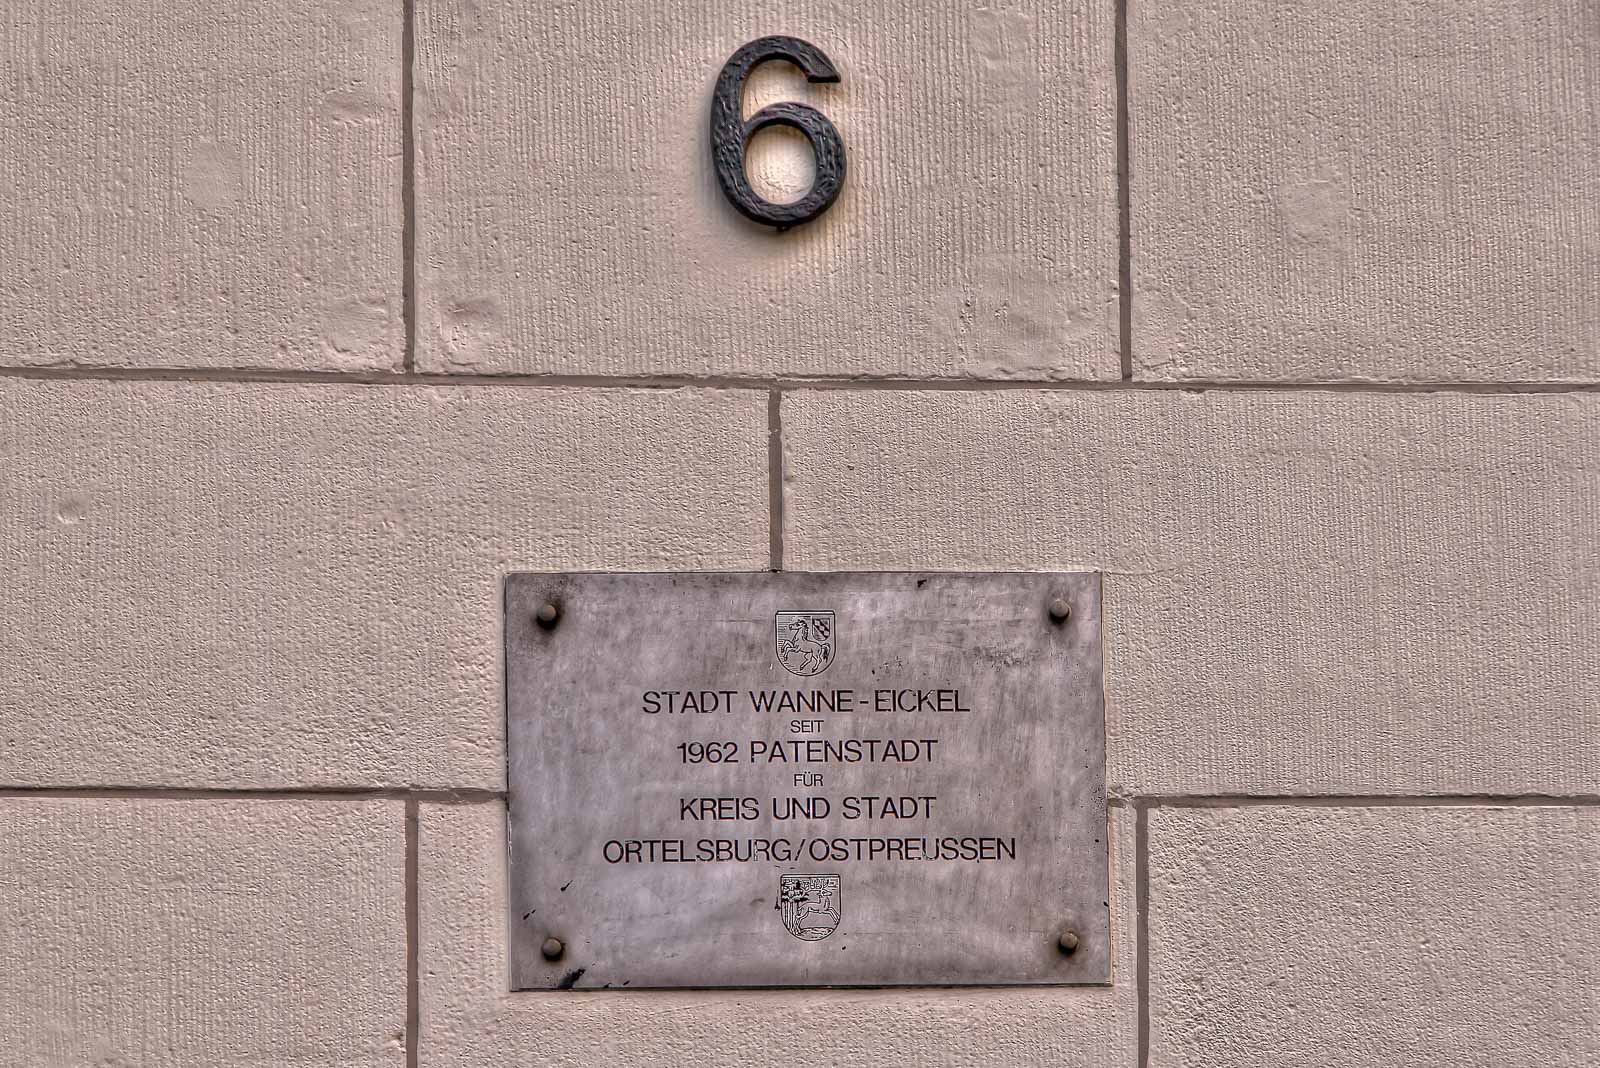 6
STADT WANNE-EICKEL
SEIT
1962 PATENSTADT
FÜR
KREIS UND STADT
ORTELSBURG/OSTPREUSSEN